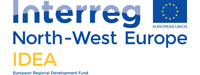 Interreg
EUROPEAN UNION
North-West Europe
IDEA
European Regional Development Fund